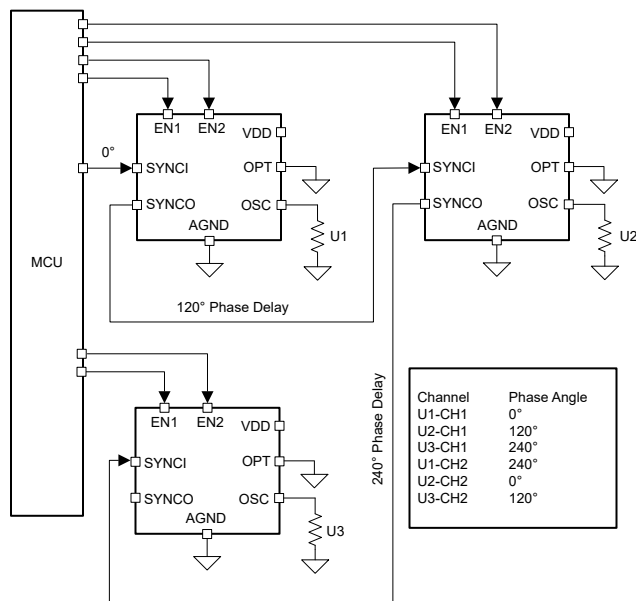 MCU
0°
EN1 EN2
VDD
SYNCI
OPT
SYNCO
OSC
AGND
U1
EN1 EN2
VDD
SYNCI
OPT
SYNCO
OSC
AGND
U2
120° Phase Delay
240° Phase Delay
EN1 EN2
VDD
SYNCI
OPT
SYNCO
OSC
AGND
U3
Channel Phase Angle
U1-CH1 0°
U2-CH1 120°
U3-CH1 240°
U1-CH2 240°
U2-CH2 0°
U3-CH2 120°